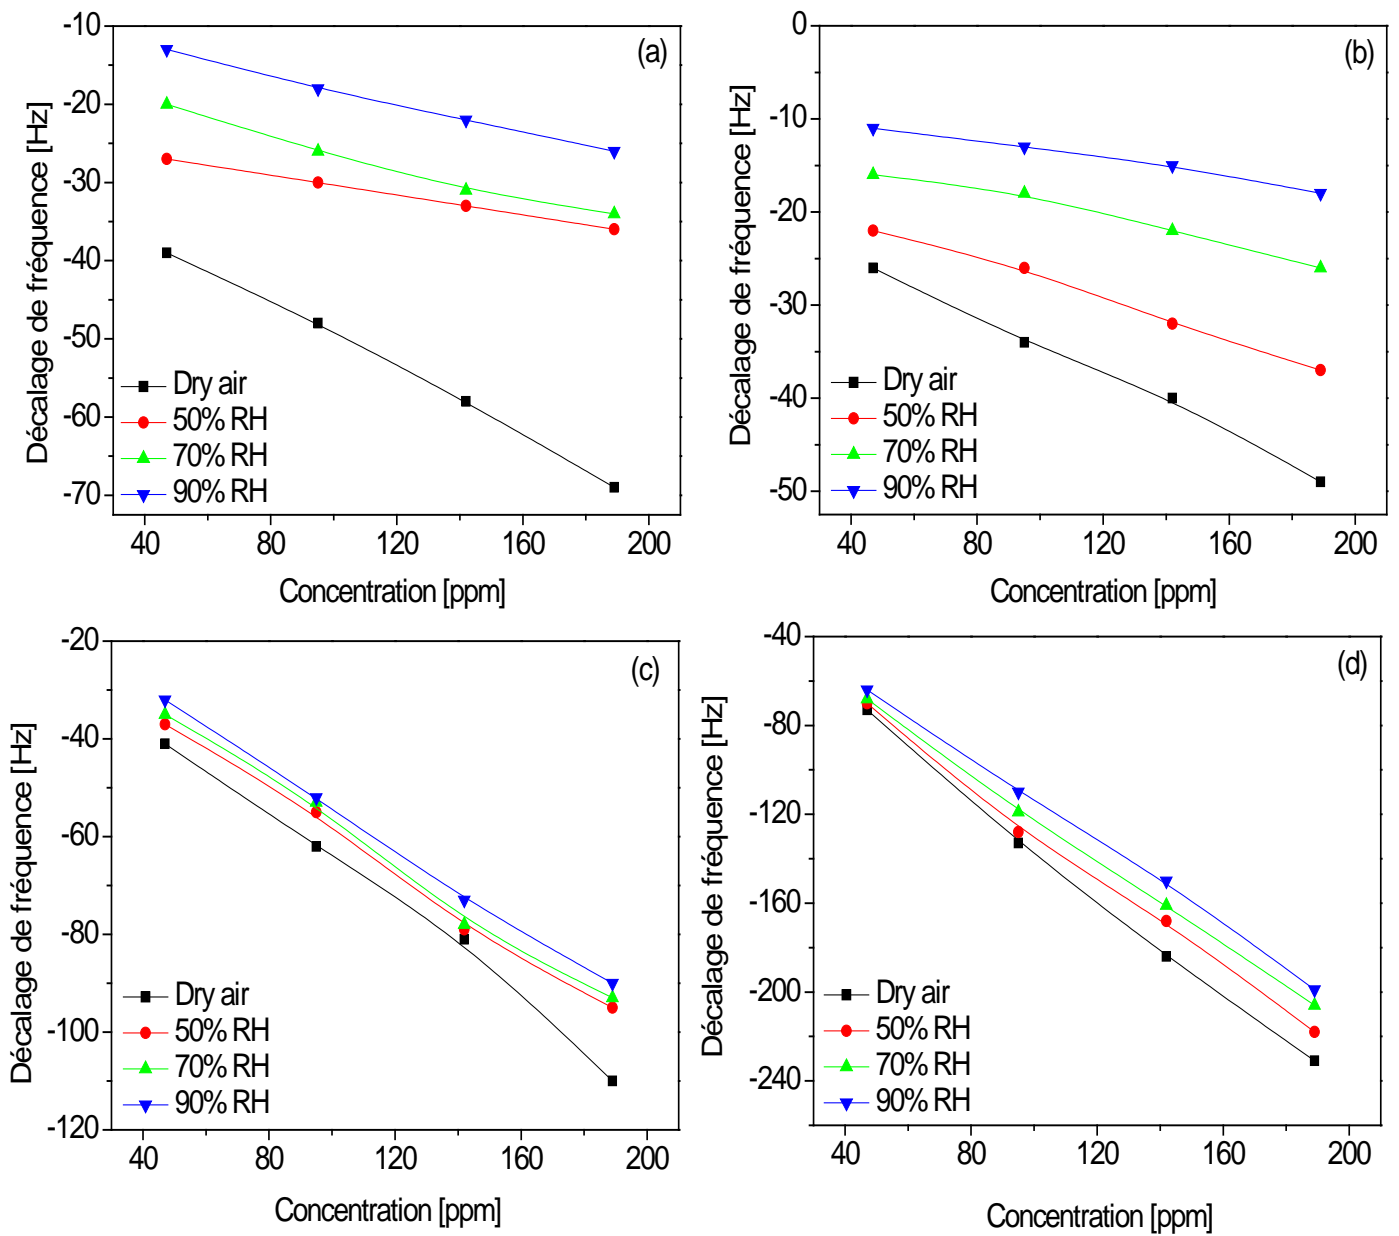 (a)
Décalage de fréquence [Hz]
-10
-20
-30
-40
-50
-60
-70
Dry air
50% RH
70% RH
90% RH
40 80 120 160 200
Concentration [ppm]
(b)
Décalage de fréquence [Hz]
0
-10
-20
-30
-40
-50
Dry air
50% RH
70% RH
90% RH
40 80 120 160 200
Concentration [ppm]
(c)
Décalage de fréquence [Hz]
-20
-40
-60
-80
-100
-120
Dry air
50% RH
70% RH
90% RH
40 80 120 160 200
Concentration [ppm]
(d)
Décalage de fréquence [Hz]
-40
-80
-120
-160
-200
-240
Dry air
50% RH
70% RH
90% RH
40 80 120 160 200
Concentration [ppm]